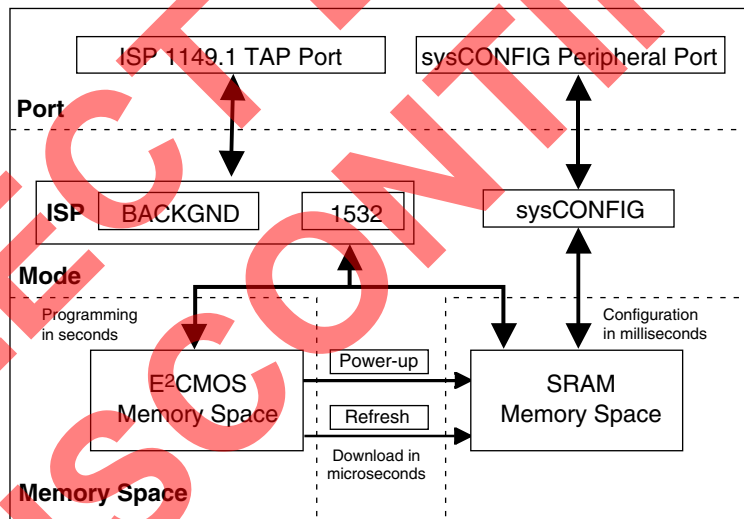 ISP 1149.1 TAP Port
sysCONFIG Peripheral Port
Port
ISP
BACKGND
1532
sysCONFIG
Mode
Programming
in seconds
Configuration
in milliseconds
E²CMOS
Memory Space
Power-up
Refresh
Download in
microseconds
SRAM
Memory Space
Memory Space